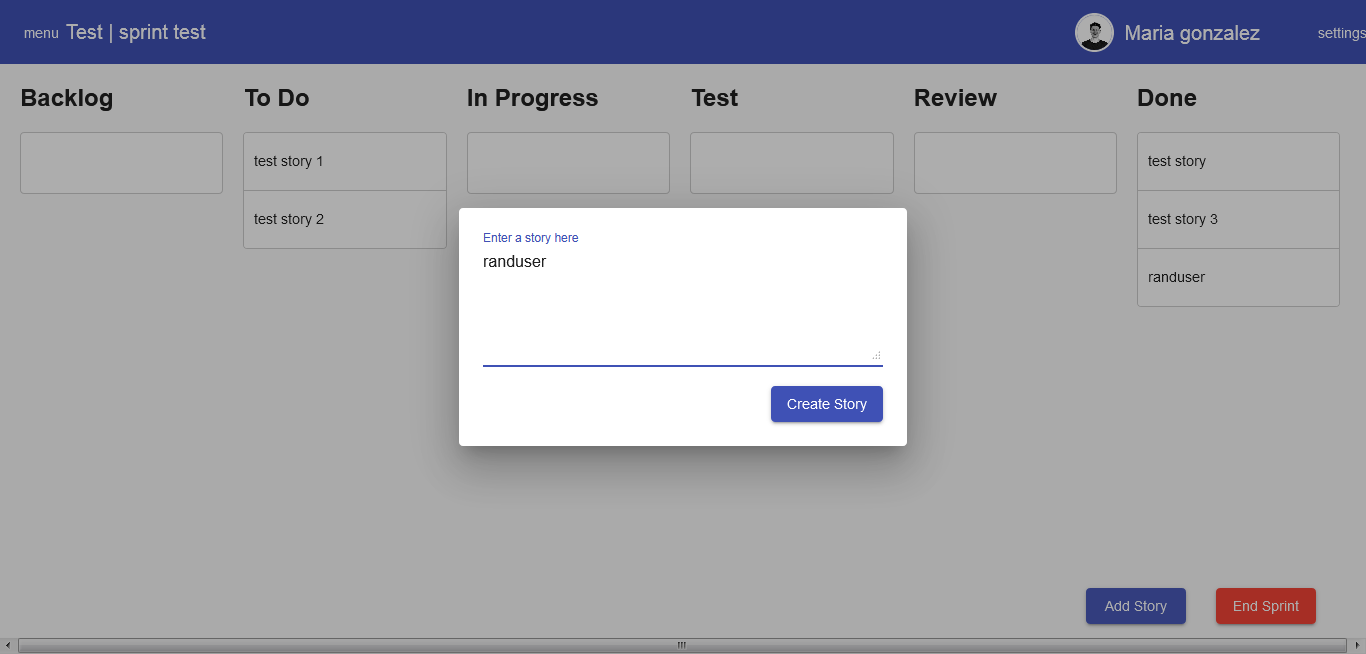 menu Test | sprint test
Maria gonzalez
settings
Backlog
To Do
In Progress
Test
Review
Done
test story 1
test story 2
test story
test story 3
randuser
Enter a story here
randuser
Create Story
Add Story
End Sprint